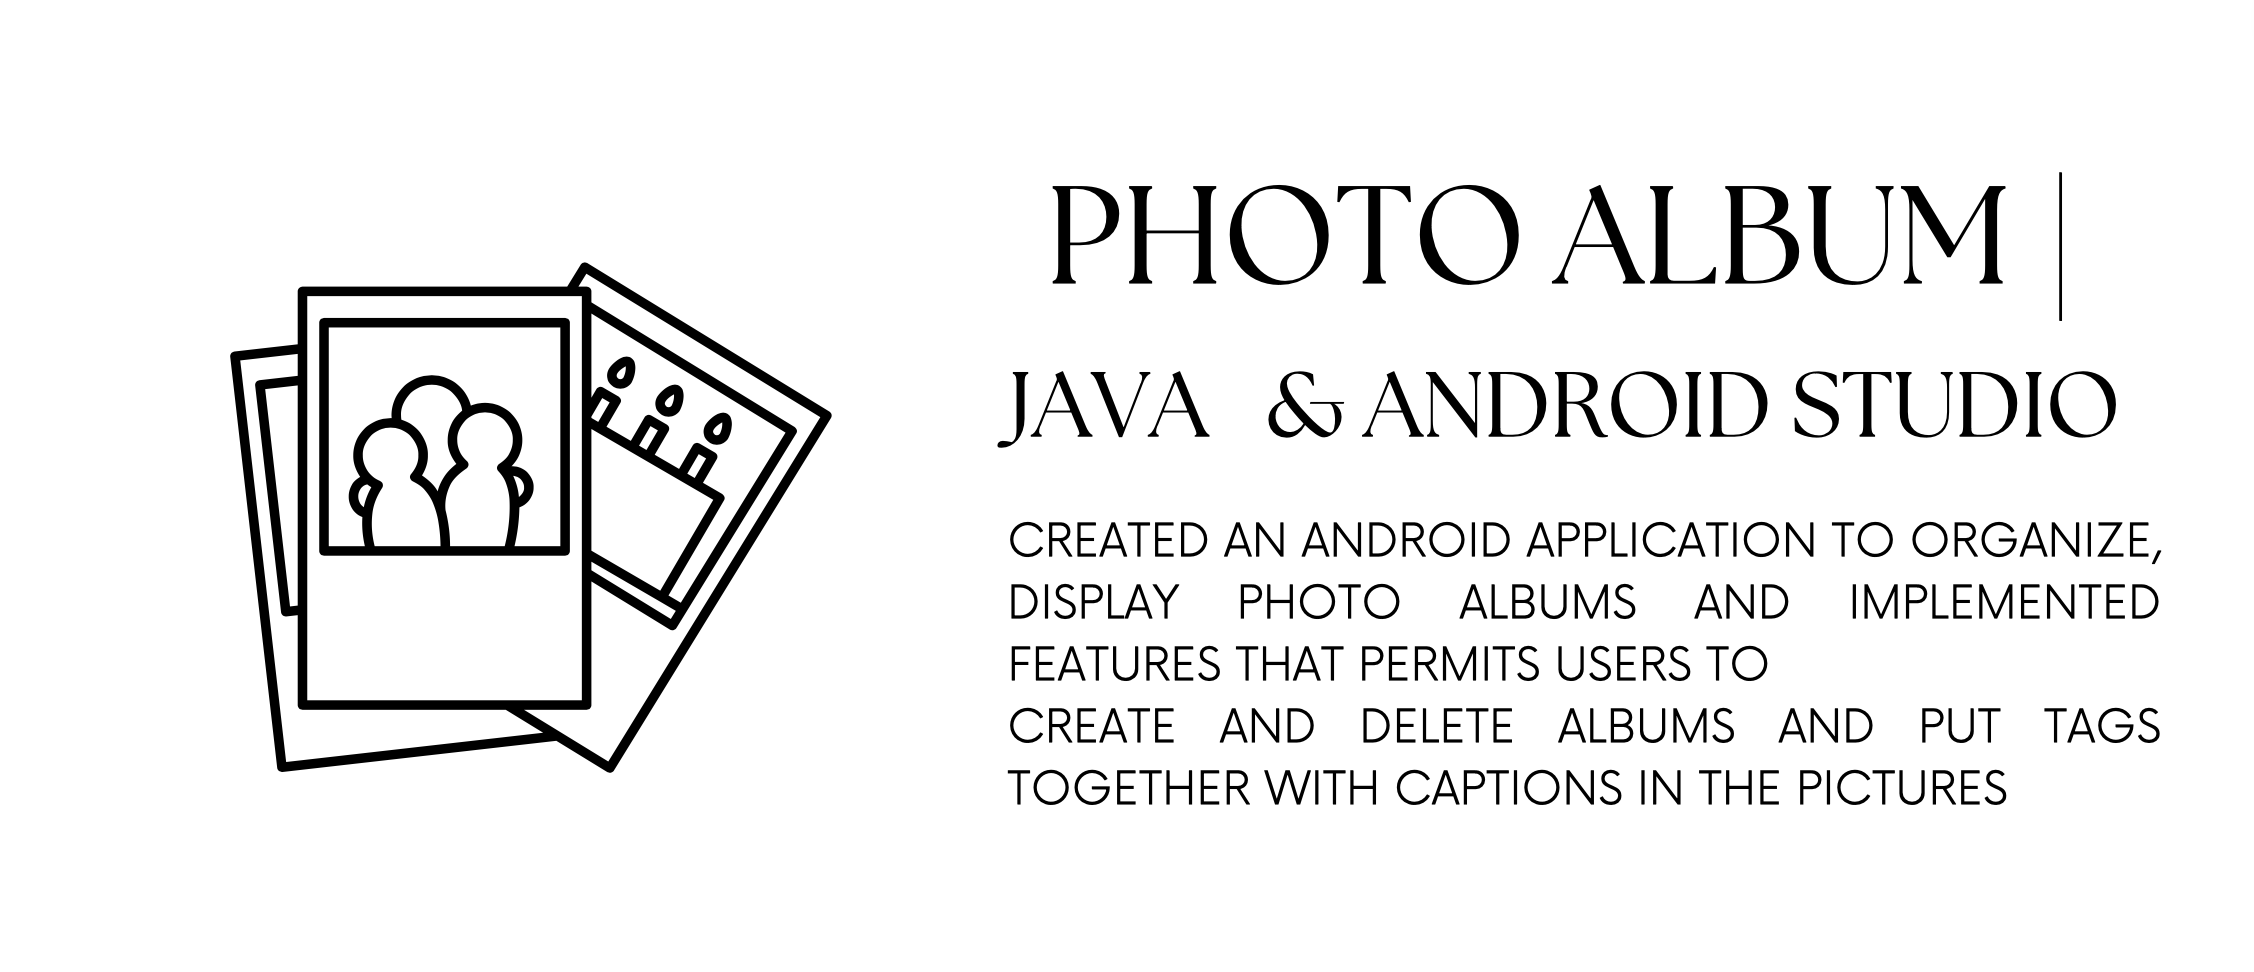 PHOTO ALBUM |
JAVA & ANDROID STUDIO
CREATED AN ANDROID APPLICATION TO ORGANIZE,
DISPLAY PHOTO ALBUMS AND IMPLEMENTED
FEATURES THAT PERMITS USERS TO
CREATE AND DELETE ALBUMS AND PUT TAGS
TOGETHER WITH CAPTIONS IN THE PICTURES